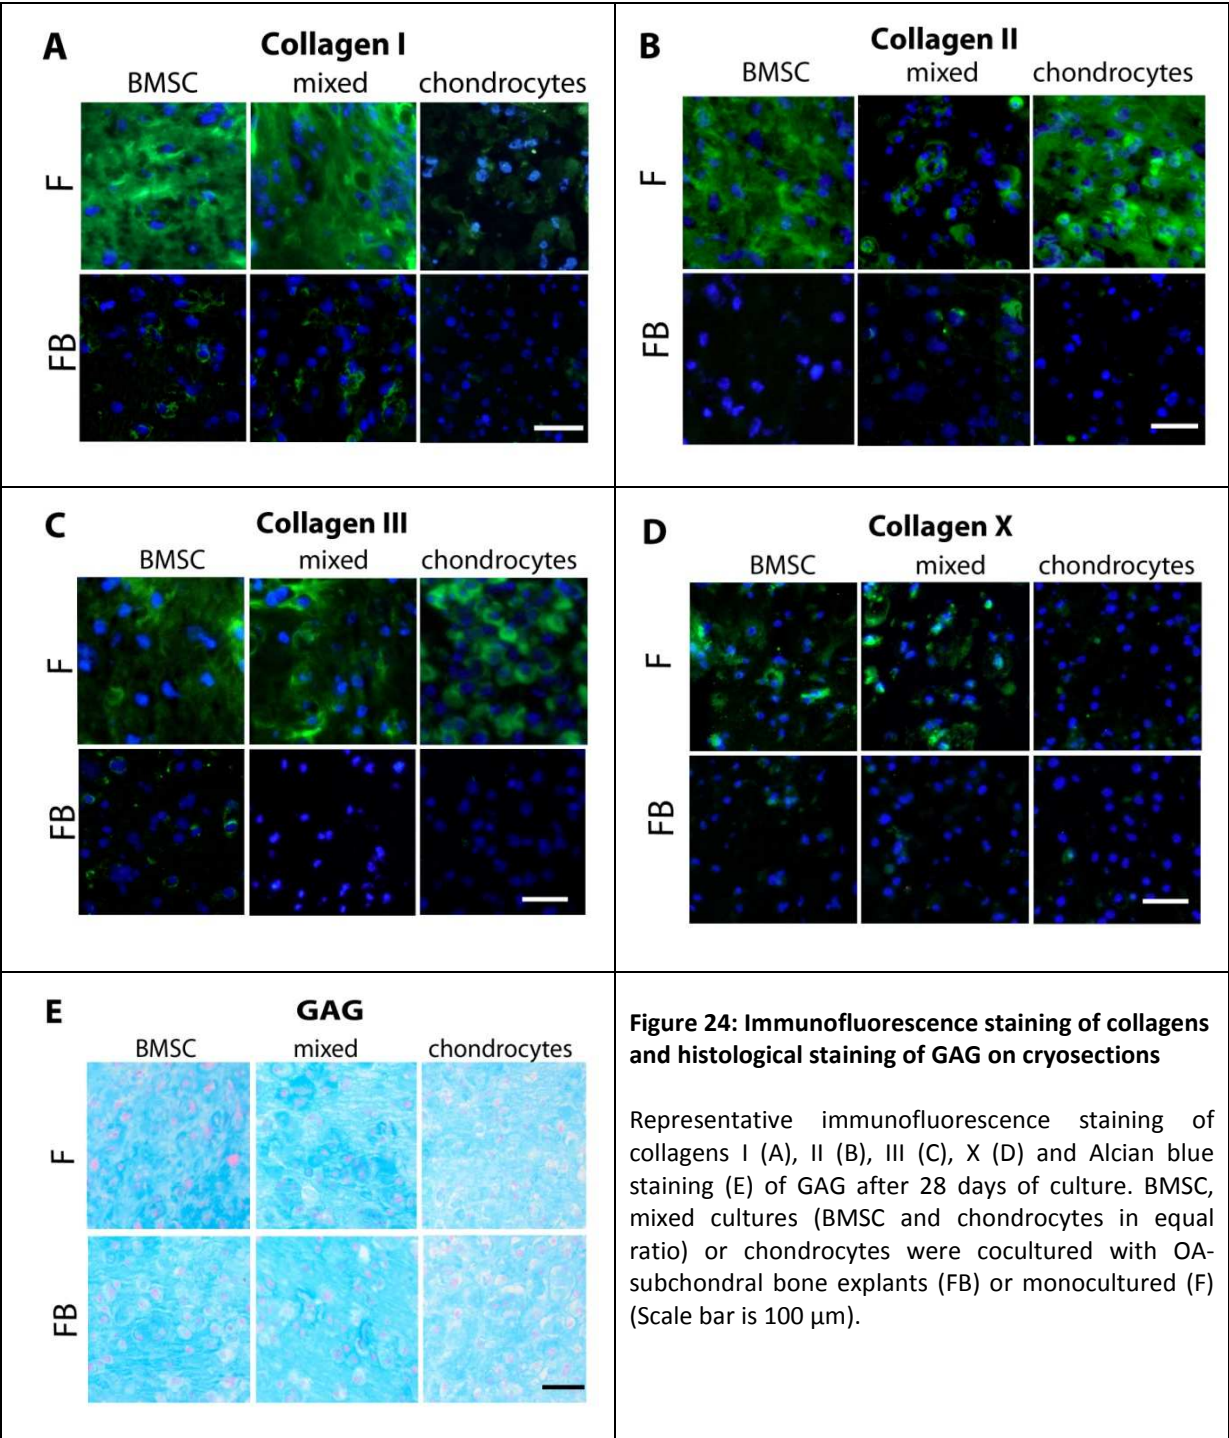 A
Collagen I
BMSC mixed chondrocytes
F
FB
B
Collagen II
BMSC mixed chondrocytes
F
FB
C
Collagen III
BMSC mixed chondrocytes
F
FB
D
Collagen X
BMSC mixed chondrocytes
F
FB
E
GAG
BMSC mixed chondrocytes
F
FB
Figure 24: Immunofluorescence staining of collagens
and histological staining of GAG on cryosections
Representative immunofluorescence staining of
collagens I (A), II (B), III (C), X (D) and Alcian blue
staining (E) of GAG after 28 days of culture. BMSC,
mixed cultures (BMSC and chondrocytes in equal
ratio) or chondrocytes were cocultured with OA-
subchondral bone explants (FB) or monocultured (F)
(Scale bar is 100 µm).